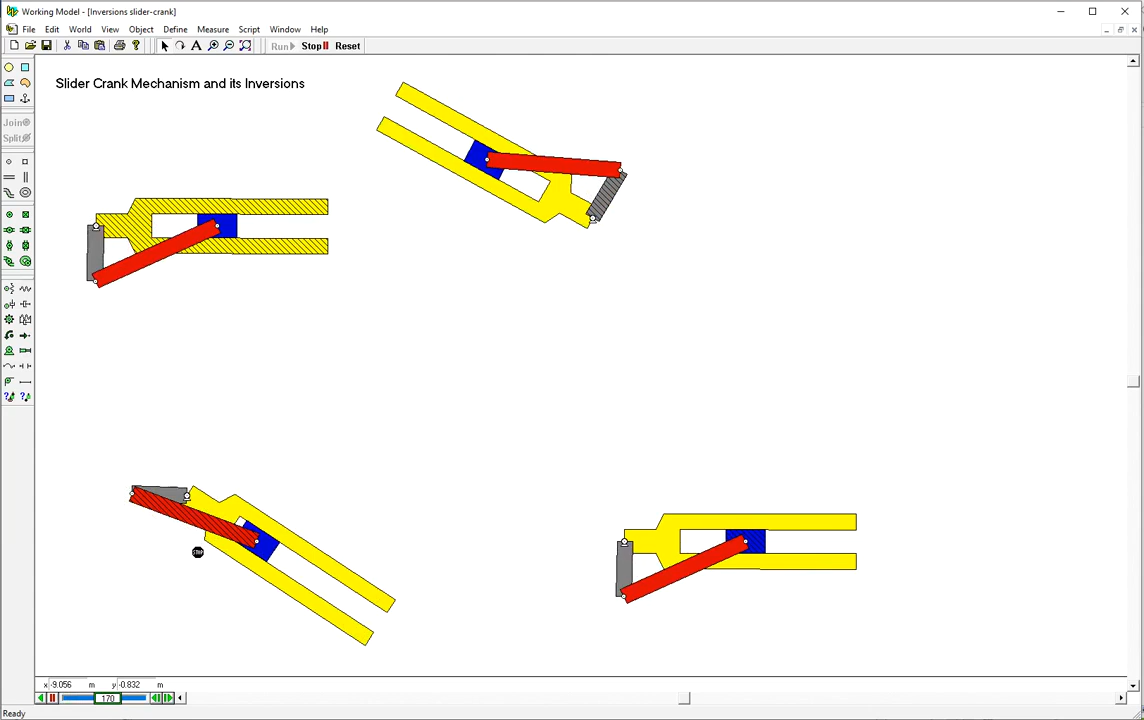 Working Model - [Inversions slider-crank]
File Edit World View Object Define Measure Script Window Help
Run Stop Reset
Slider Crank Mechanism and its Inversions
Join
Split
STOP
x -9.056 m y -0.832 m
170
Ready